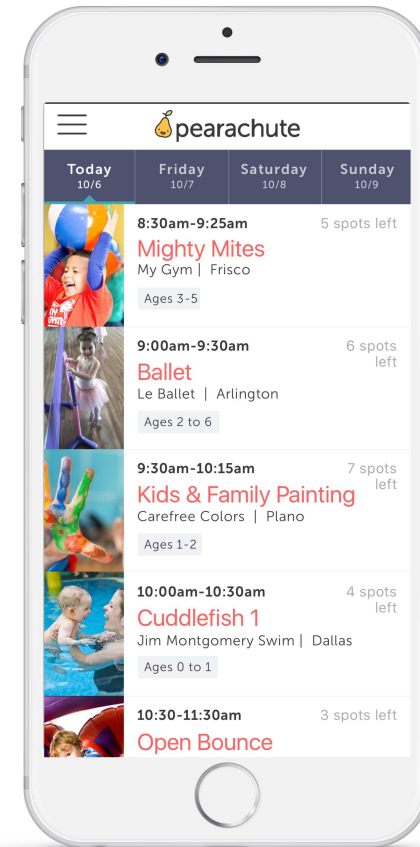 pearachute
Today Friday Saturday Sunday
10/6 10/7 10/8 10/9
8:30am-9:25am 5 spots left
Mighty Mites
My Gym | Frisco
Ages 3-5
9:00am-9:30am 6 spots
left
Ballet
Le Ballet | Arlington
Ages 2 to 6
9:30am-10:15am 7 spots
left
Kids & Family Painting
Carefree Colors | Plano
Ages 1-2
10:00am-10:30am 4 spots
left
Cuddlefish 1
Jim Montgomery Swim | Dallas
Ages 0 to 1
10:30-11:30am 3 spots left
Open Bounce